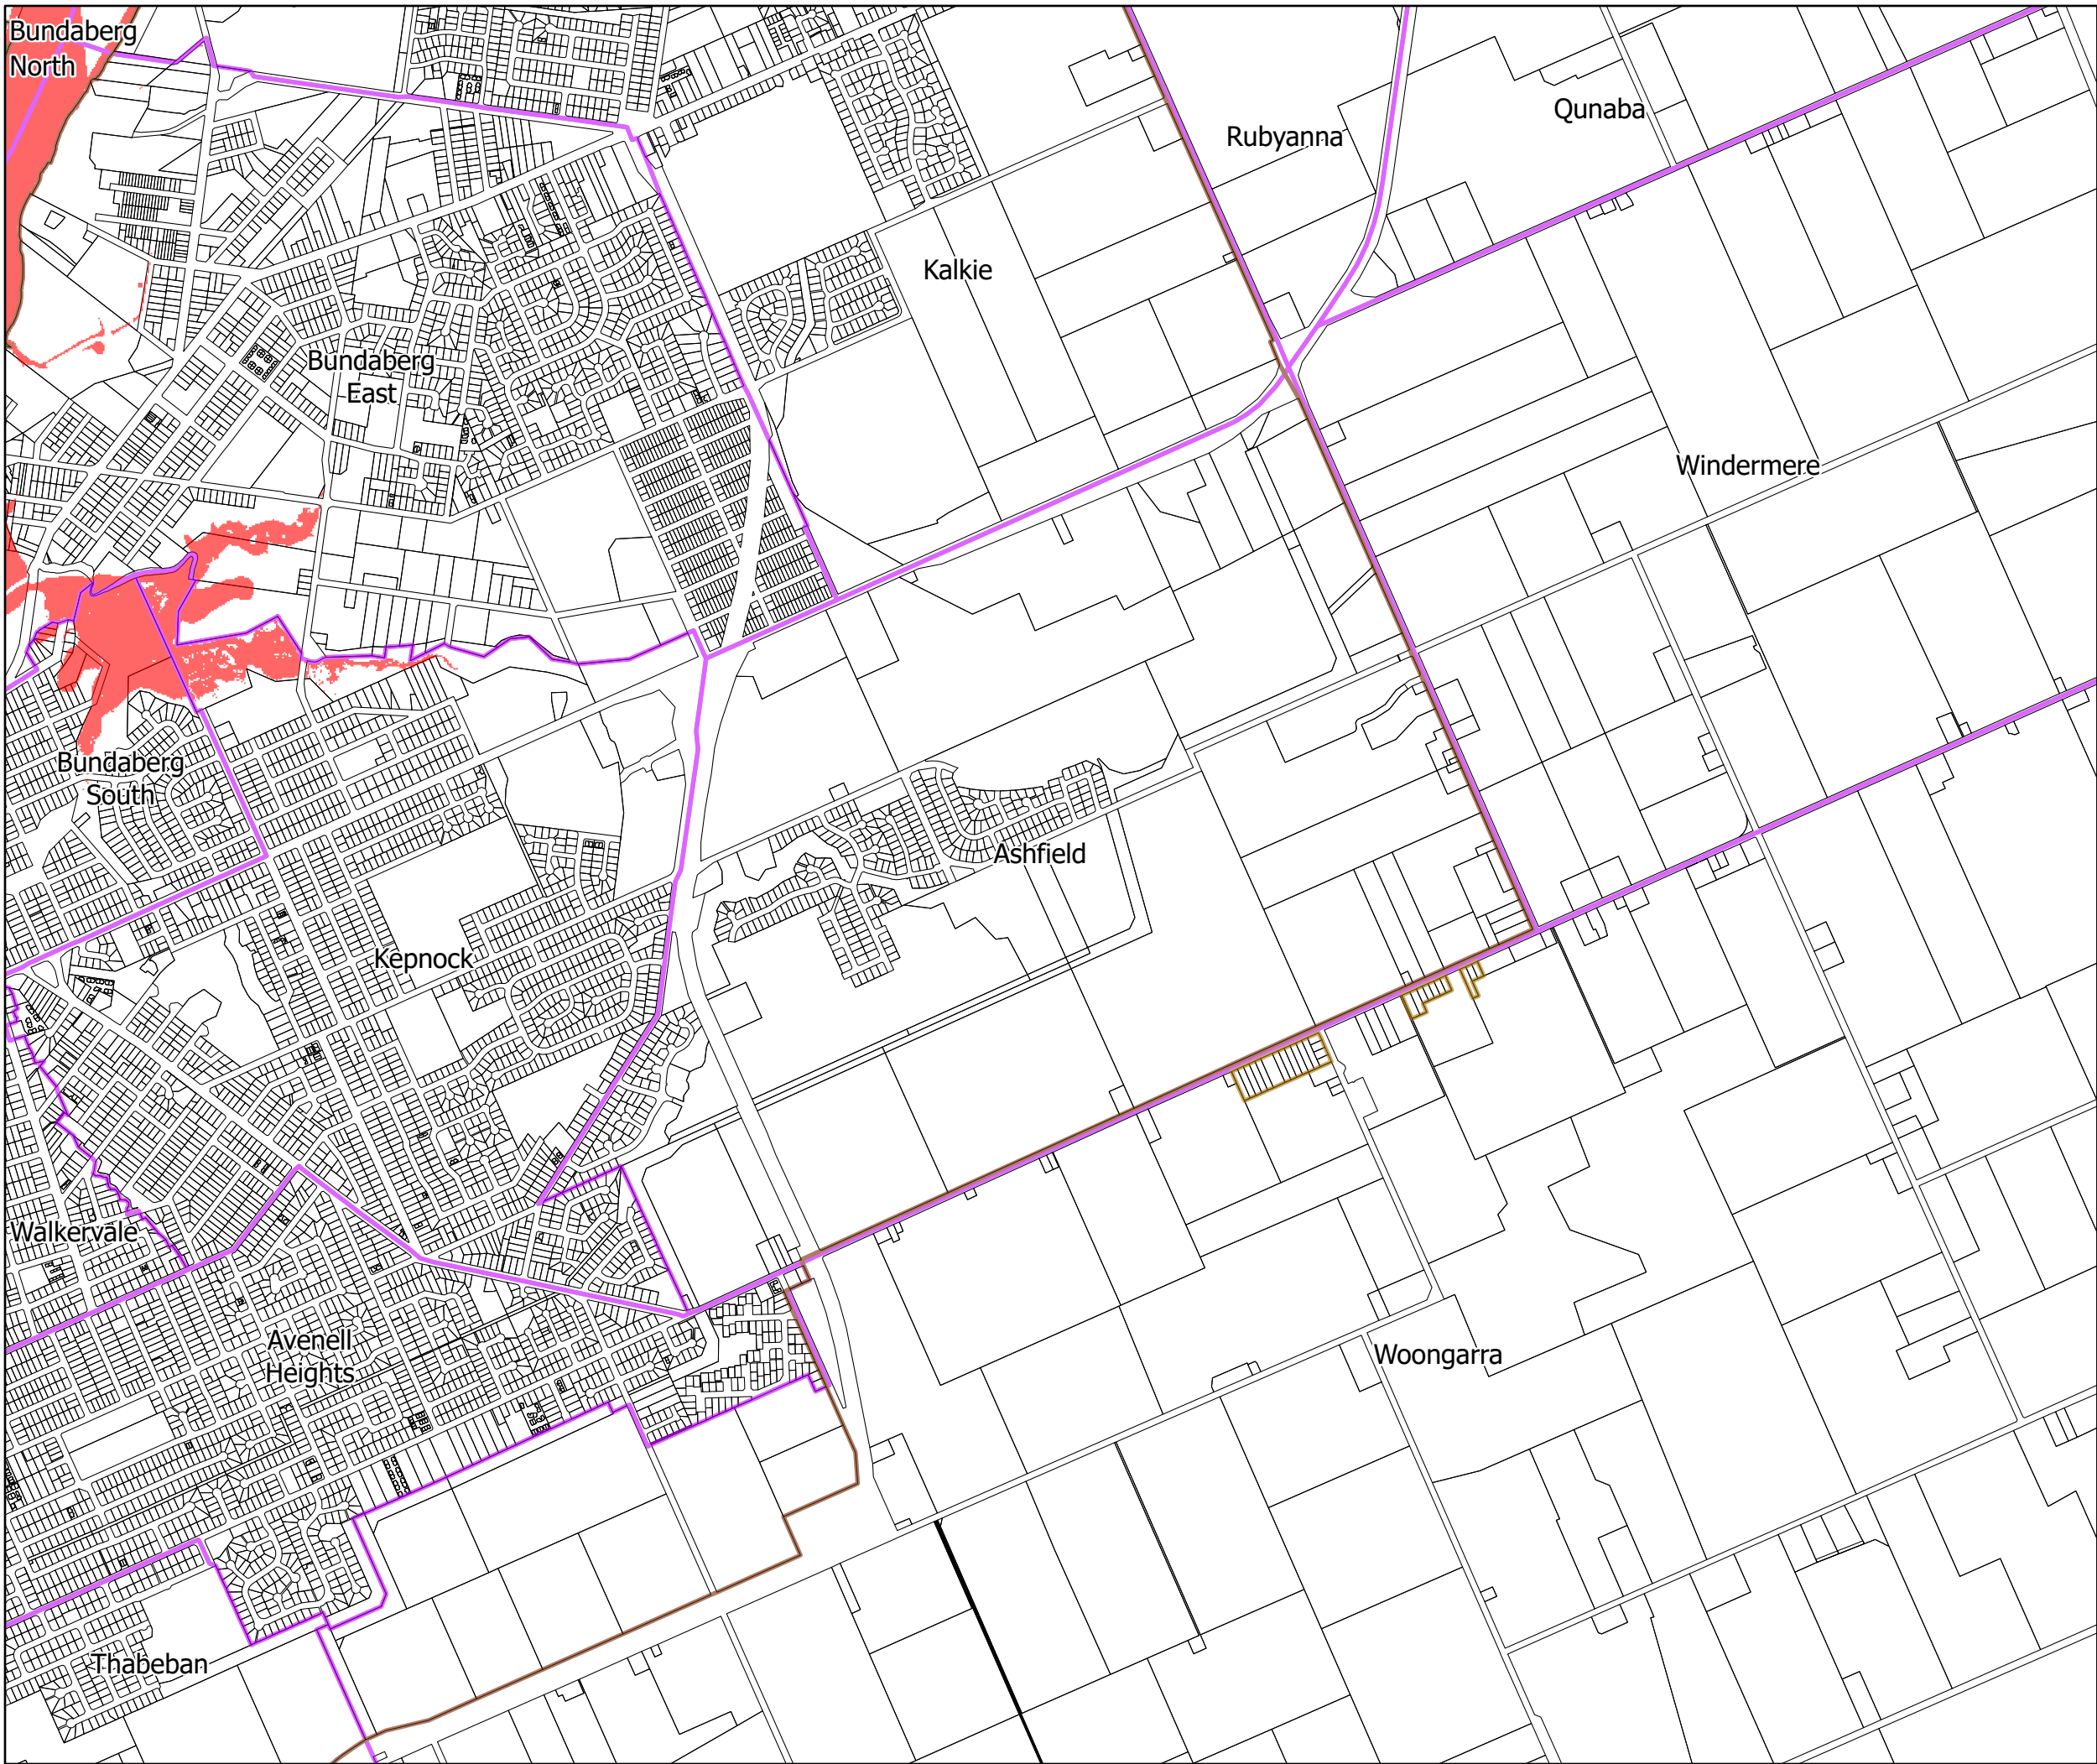 Bundaberg
North
Qunaba
Rubyanna
Kalkie
Bundaberg
East
Windermere
Bundaberg
South
Ashfield
Kepnock
Walkervale
Avenell
Heights
Woongarra
Thabeban